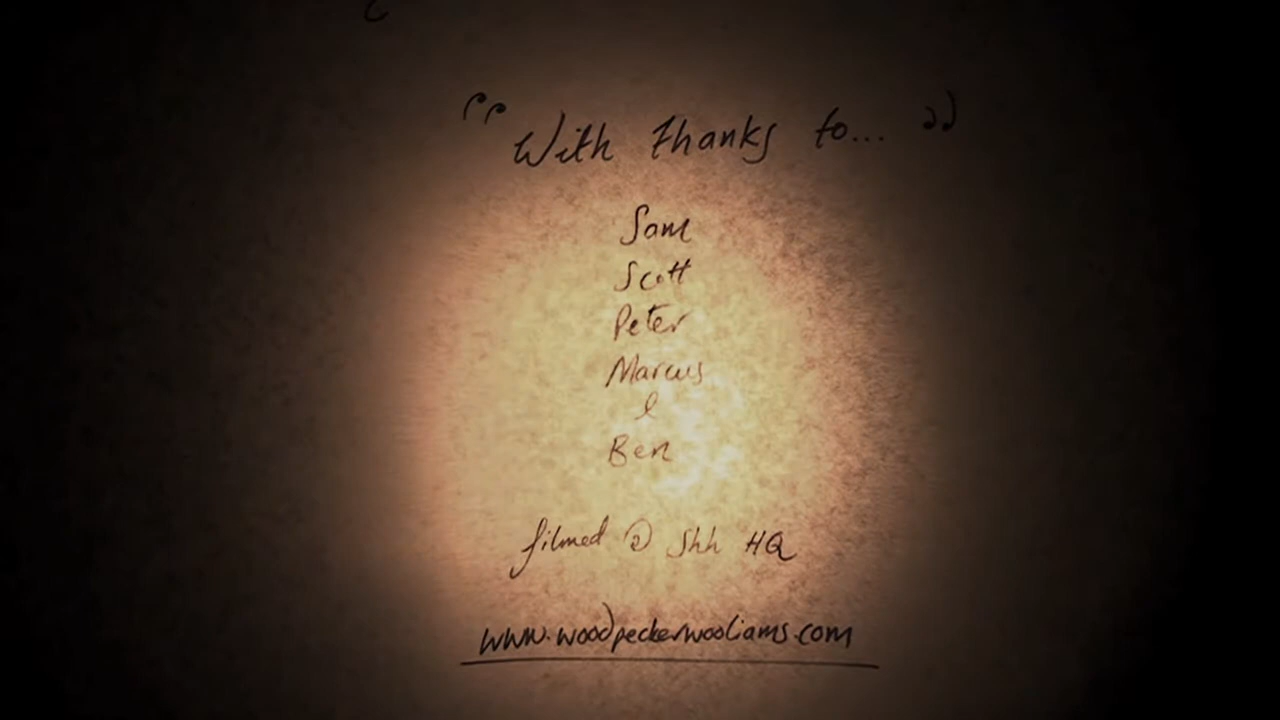 “With thanks to... ”
Sam
Scott
Peter
Marcus
&
Ben
filmed @ Shh HQ
www.woodpeckerwooliams.com